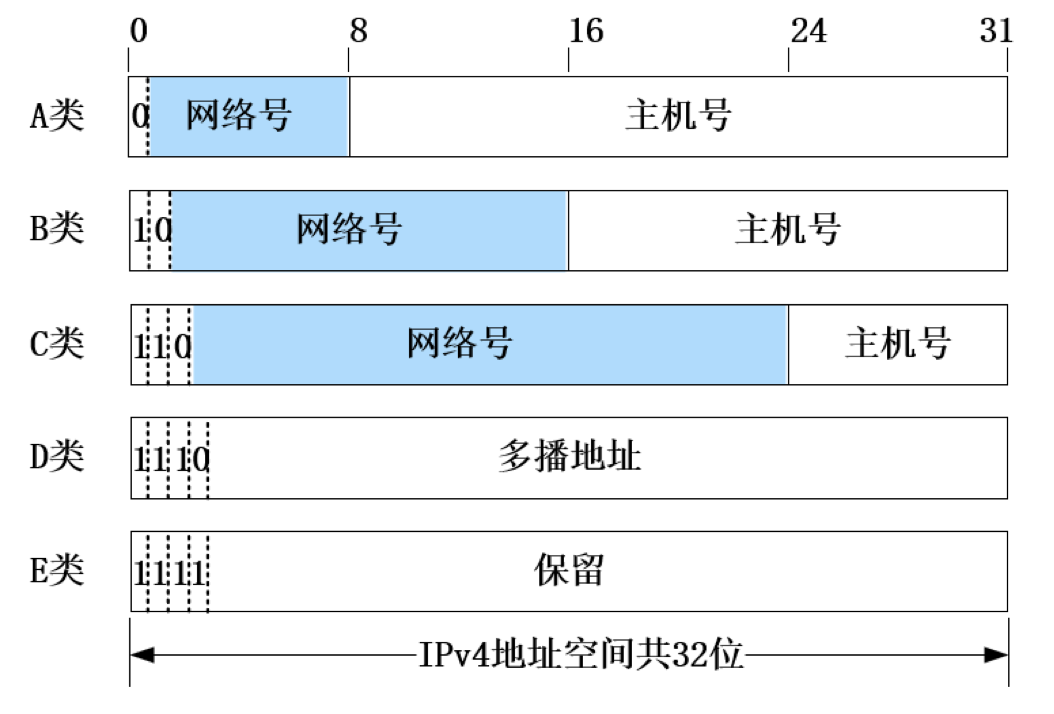 0 8 16 24 31
A类 0 网络号 主机号
B类 1 0 网络号 主机号
C类 1 1 0 网络号 主机号
D类 1 1 1 0 多播地址
E类 1 1 1 1 保留
IPv4地址空间共32位